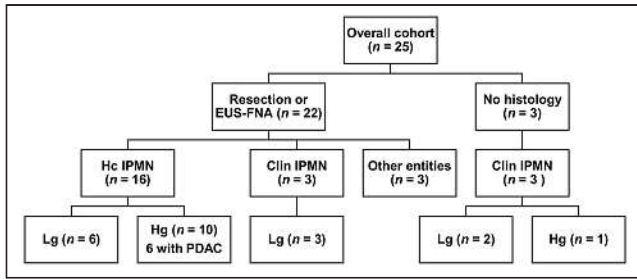 Overall cohort
(n = 25)
Resection or
EUS-FNA (n = 22)
No histology
(n = 3)
Hc IPMN
(n = 16)
Clin IPMN
(n = 3)
Other entities
(n = 3)
Clin IPMN
(n = 3 )
Lg (n = 6)
Hg (n = 10)
6 with PDAC
Lg (n = 3)
Lg (n = 2)
Hg (n = 1)